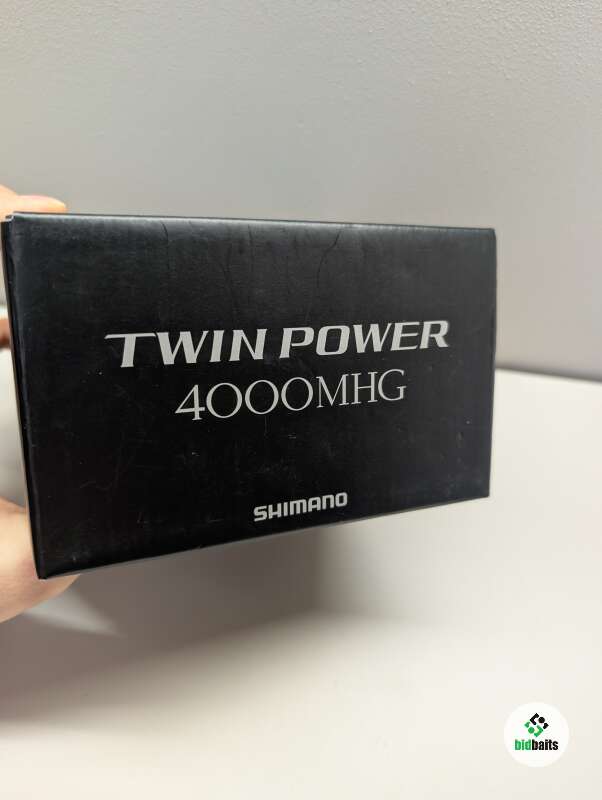 TWIN POWER
4000MHG
SHIMANO
bidbaits